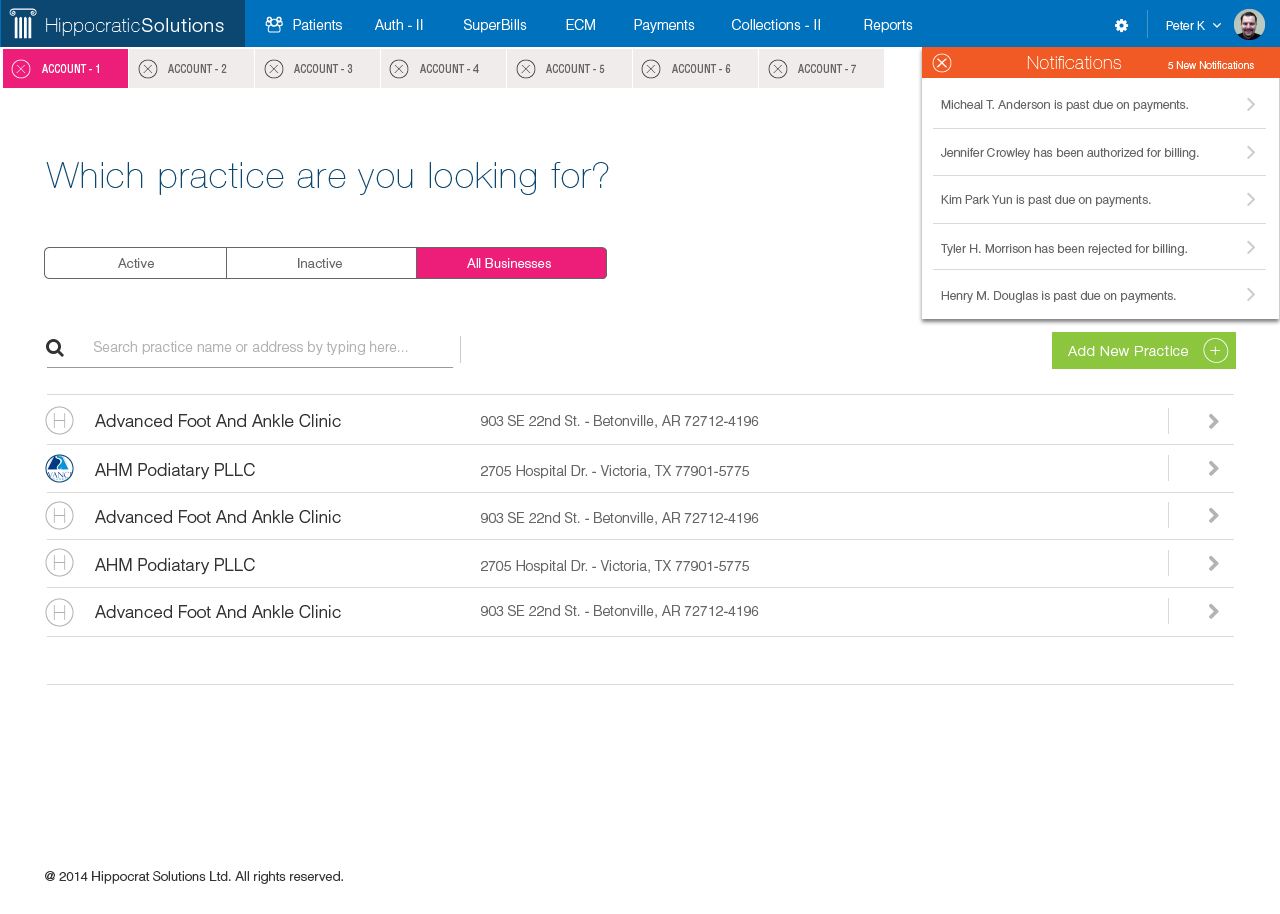 HippocraticSolutions Patients Auth - II SuperBills ECM Payments Collections - II Reports Peter K
ACCOUNT - 1 ACCOUNT - 2 ACCOUNT - 3 ACCOUNT - 4 ACCOUNT - 5 ACCOUNT - 6 ACCOUNT - 7
Notifications 5 New Notifications
Micheal T. Anderson is past due on payments.
Jennifer Crowley has been authorized for billing.
Kim Park Yun is past due on payments.
Tyler H. Morrison has been rejected for billing.
Henry M. Douglas is past due on payments.
Which practice are you looking for?
Active Inactive All Businesses
Search practice name or address by typing here...
Add New Practice
H Advanced Foot And Ankle Clinic 903 SE 22nd St. - Betonville, AR 72712-4196
AHM Podiatary PLLC 2705 Hospital Dr. - Victoria, TX 77901-5775
H Advanced Foot And Ankle Clinic 903 SE 22nd St. - Betonville, AR 72712-4196
H AHM Podiatary PLLC 2705 Hospital Dr. - Victoria, TX 77901-5775
H Advanced Foot And Ankle Clinic 903 SE 22nd St. - Betonville, AR 72712-4196
@ 2014 Hippocrat Solutions Ltd. All rights reserved.